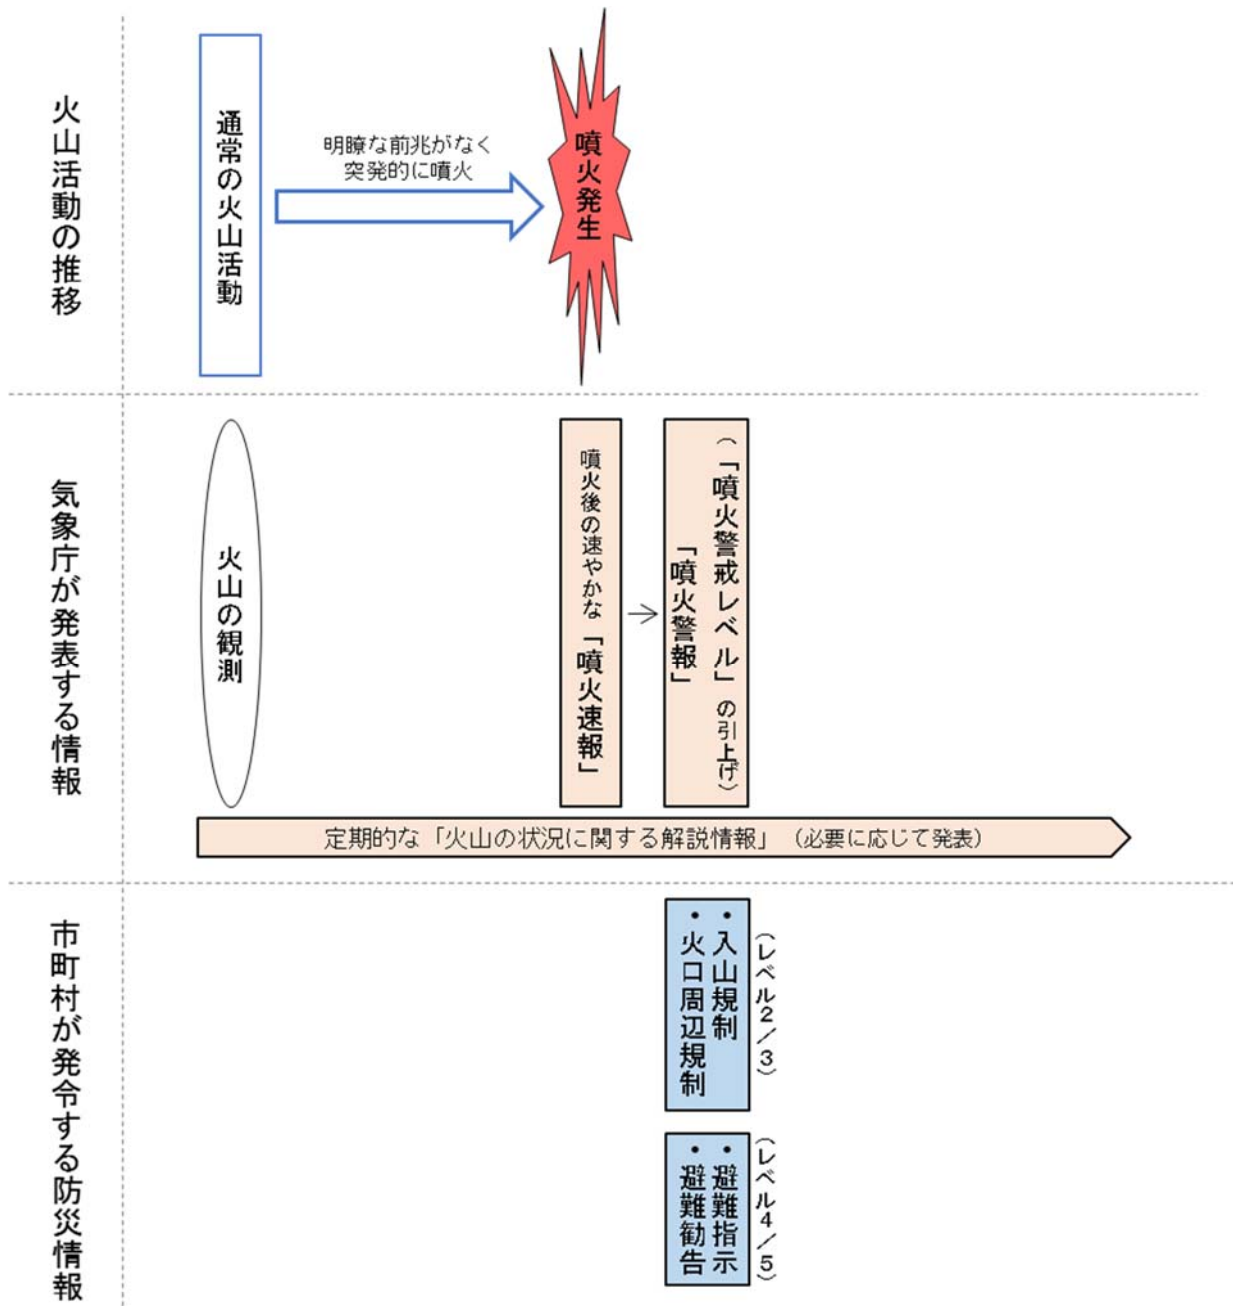 火山活動の推移
通常の火山活動
明瞭な前兆がなく
突発的に噴火
噴火発生
気象庁が発表する情報
火山の観測
噴火後の速やかな「噴火速報」
→
(「噴火警戒レベル」の引上げ)
「噴火警報」
定期的な「火山の状況に関する解説情報」（必要に応じて発表）
市町村が発令する防災情報
（レベル2／3）
・入山規制
・火口周辺規制
（レベル4／5）
・避難指示
・避難勧告